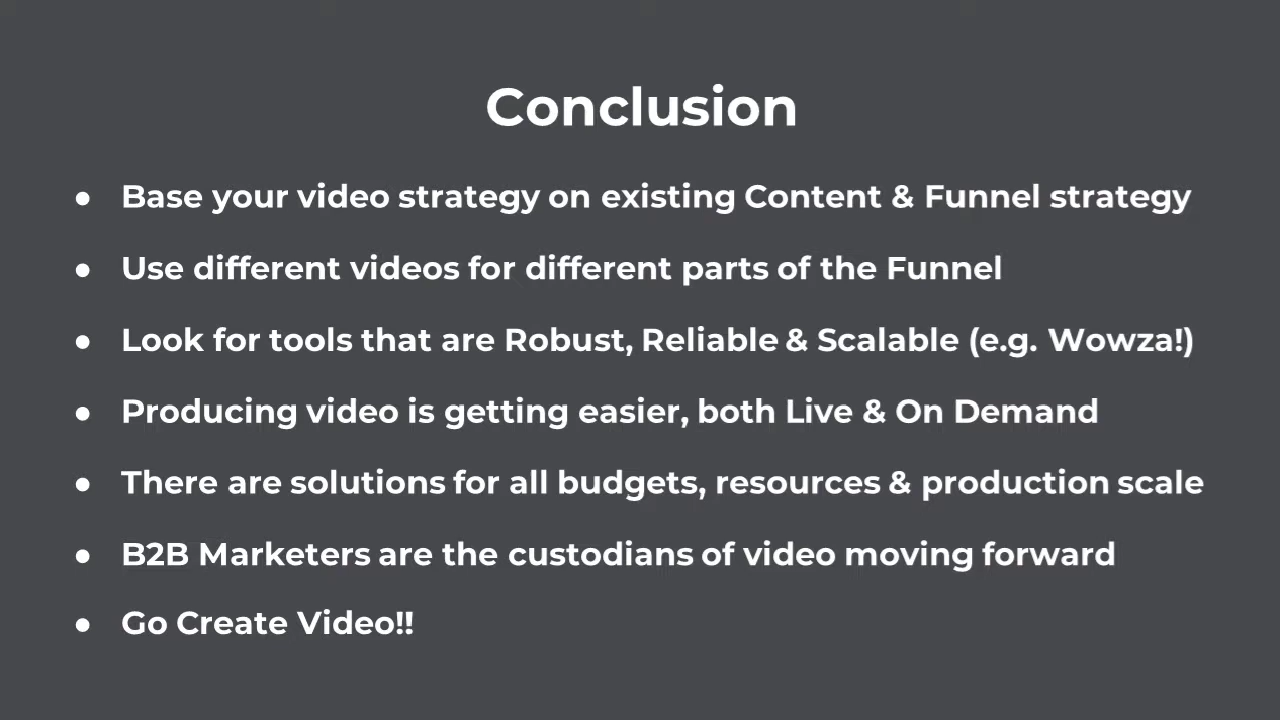 Conclusion
● Base your video strategy on existing Content & Funnel strategy
● Use different videos for different parts of the Funnel
● Look for tools that are Robust, Reliable & Scalable (e.g. Wowza!)
● Producing video is getting easier, both Live & On Demand
● There are solutions for all budgets, resources & production scale
● B2B Marketers are the custodians of video moving forward
● Go Create Video!!